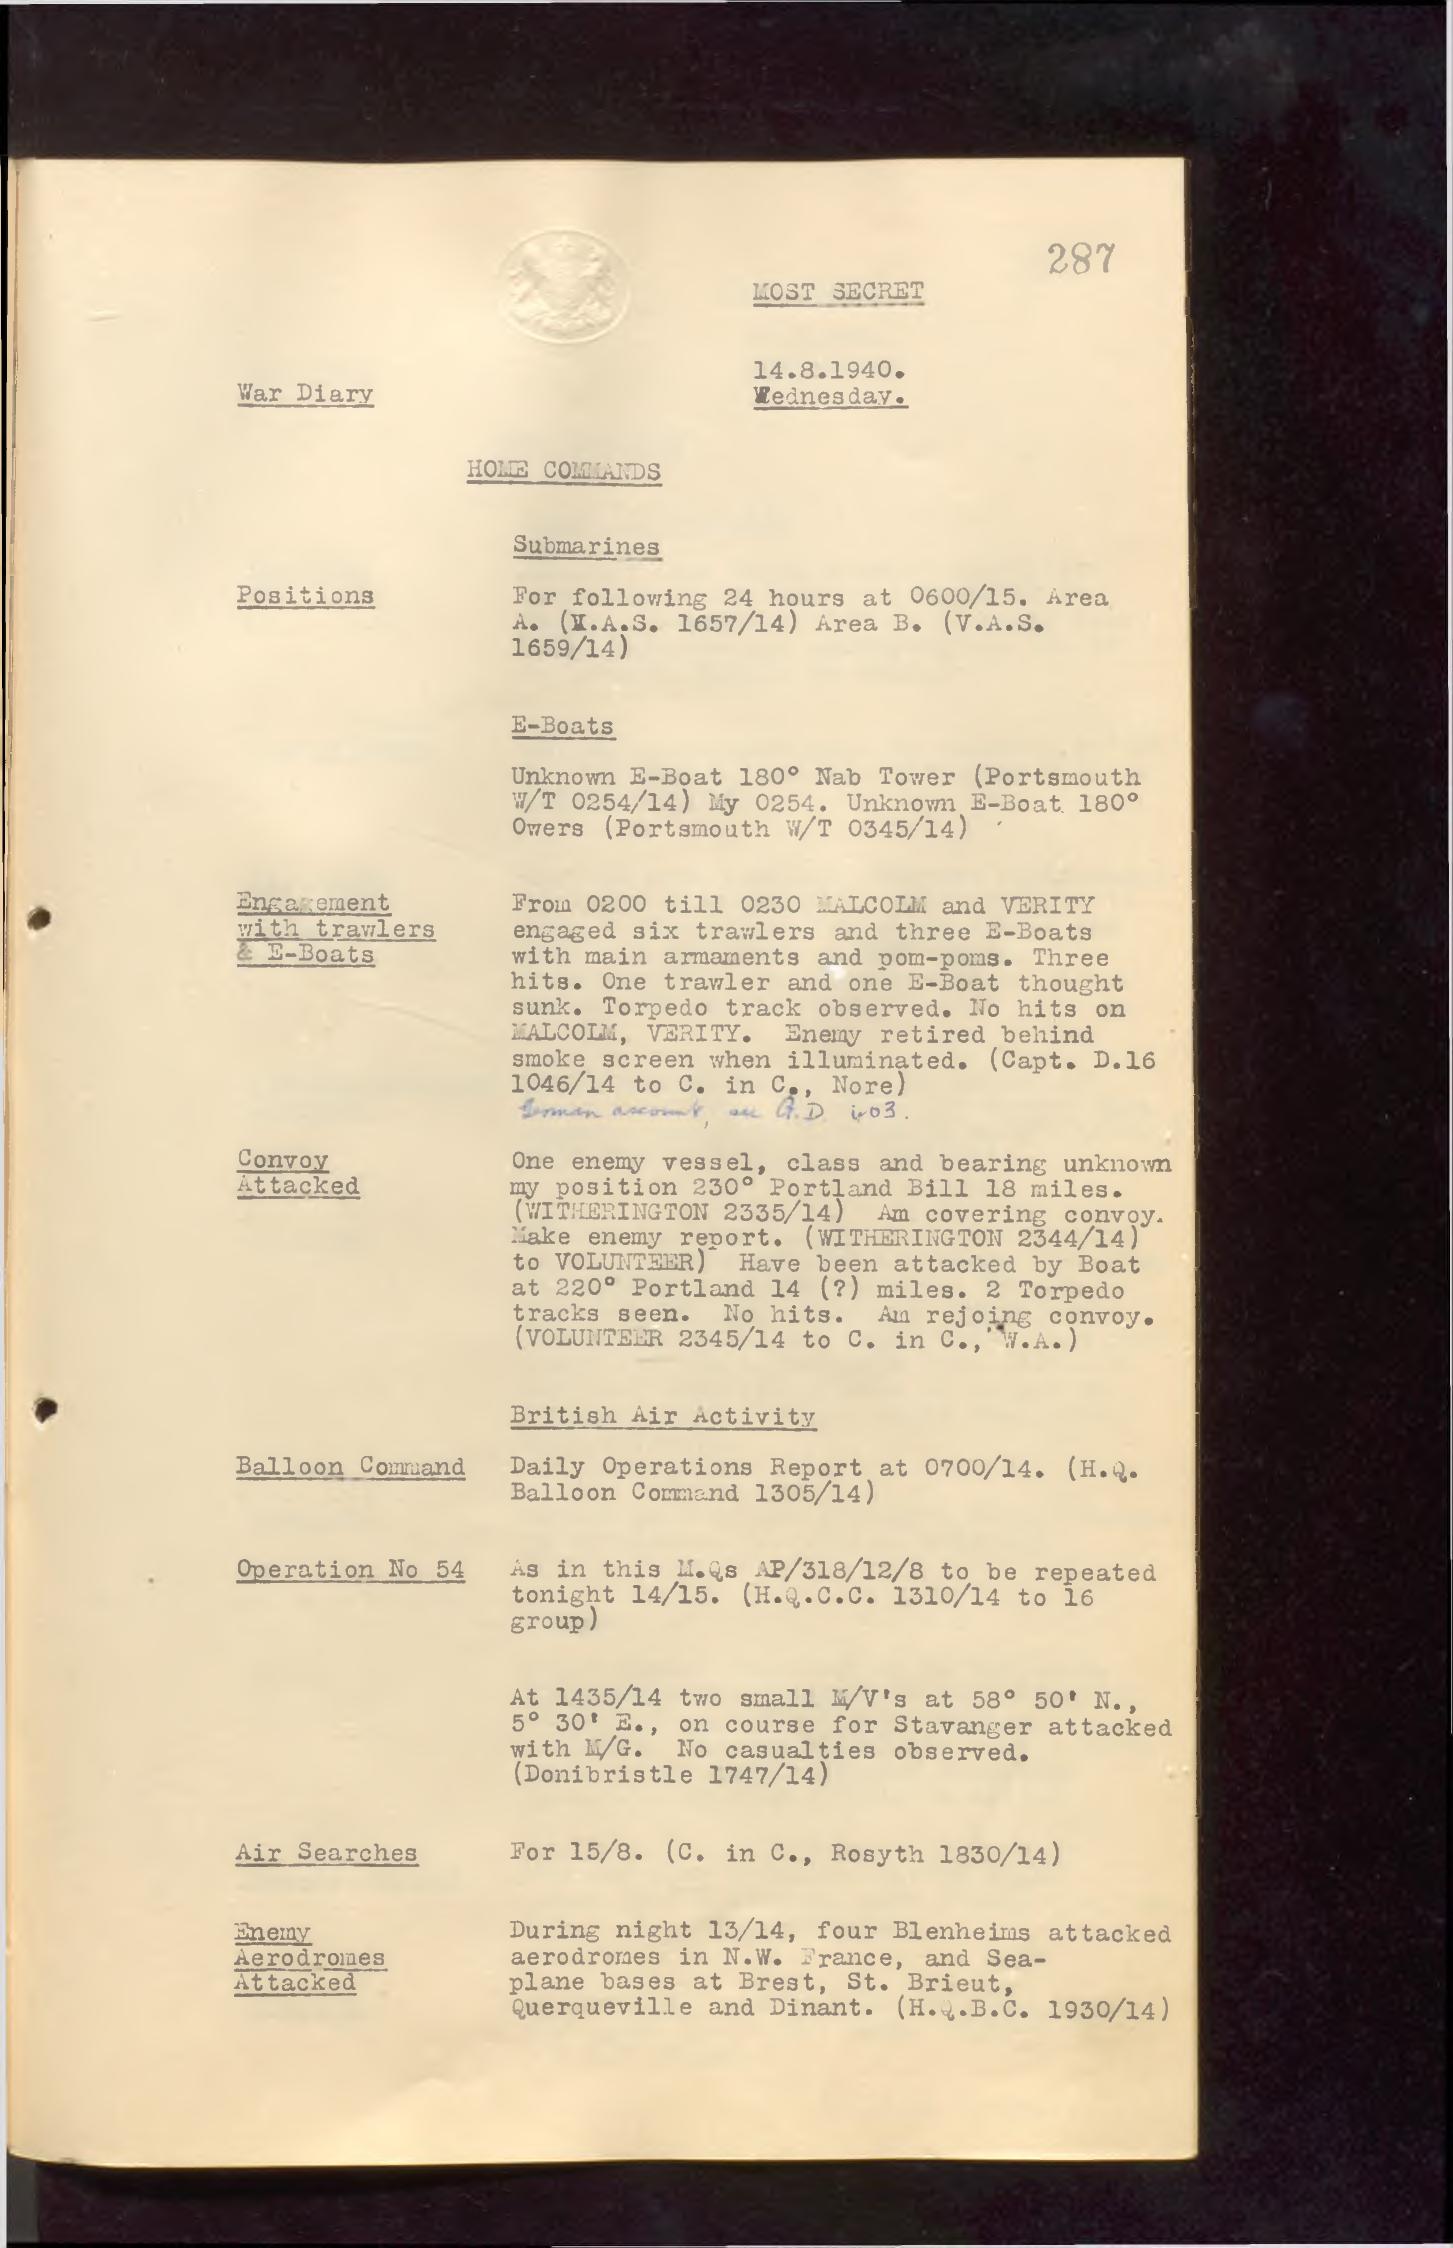 287
MOST SECRET
14.8.1940.
War Diary
Wednesday.
HOME COMMANDS
Submarines
Positions
For following 24 hours at 0600/15. Area
A. (V.A.S. 1657/14) Area B. (V.A.S.
1659/14)
E-Boats
Unknown E-Boat 180° Nab Tower (Portsmouth
W/T 0254/14) My 0254. Unknown E-Boat 180°
Owers (Portsmouth W/T 0345/14)
Engagement
with trawlers
& E-Boats
From 0200 till 0230 MALCOLM and VERITY
engaged six trawlers and three E-Boats
with main armaments and pom-poms. Three
hits. One trawler and one E-Boat thought
sunk. Torpedo track observed. No hits on
MALCOLM, VERITY. Enemy retired behind
smoke screen when illuminated. (Capt. D.16
1046/14 to C. in C., Nore)
German account, see G.D. 403.
Convoy
Attacked
One enemy vessel, class and bearing unknown
my position 230° Portland Bill 18 miles.
(WITHERINGTON 2335/14) Am covering convoy.
Make enemy report. (WITHERINGTON 2344/14)
to VOLUNTEER) Have been attacked by Boat
at 220° Portland 14 (?) miles. 2 Torpedo
tracks seen. No hits. Am rejoing convoy.
(VOLUNTEER 2345/14 to C. in C., W.A.)
British Air Activity
Balloon Command
Daily Operations Report at 0700/14. (H.Q.
Balloon Command 1305/14)
Operation No 54
As in this H.Qs AP/318/12/8 to be repeated
tonight 14/15. (H.Q.C.C. 1310/14 to 16
group)
At 1435/14 two small M/V's at 58° 50' N.,
5° 30' E., on course for Stavanger attacked
with M/G. No casualties observed.
(Donibristle 1747/14)
Air Searches
For 15/8. (C. in C., Rosyth 1830/14)
Enemy
Aerodromes
Attacked
During night 13/14, four Blenheims attacked
aerodromes in N.W. France, and Sea-
plane bases at Brest, St. Brieut,
Querqueville and Dinant. (H.Q.B.C. 1930/14)